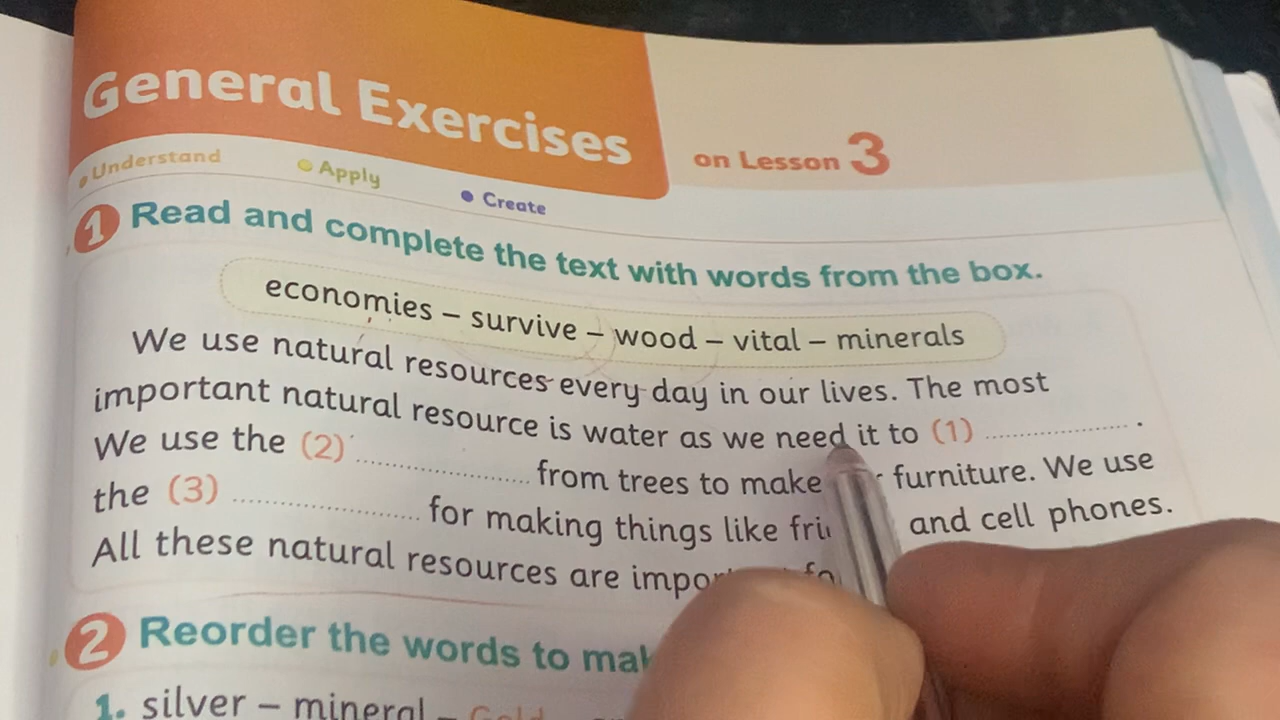 General Exercises
on Lesson 3
Understand
Apply
Create
1 Read and complete the text with words from the box.
economies – survive – wood – vital – minerals
We use natural resources every day in our lives. The most
important natural resource is water as we need it to (1) .................... .
We use the (2) .................... from trees to make furniture. We use
the (3) .................... for making things like and cell phones.
All these natural resources are
2 Reorder the words to
1. silver – mineral –